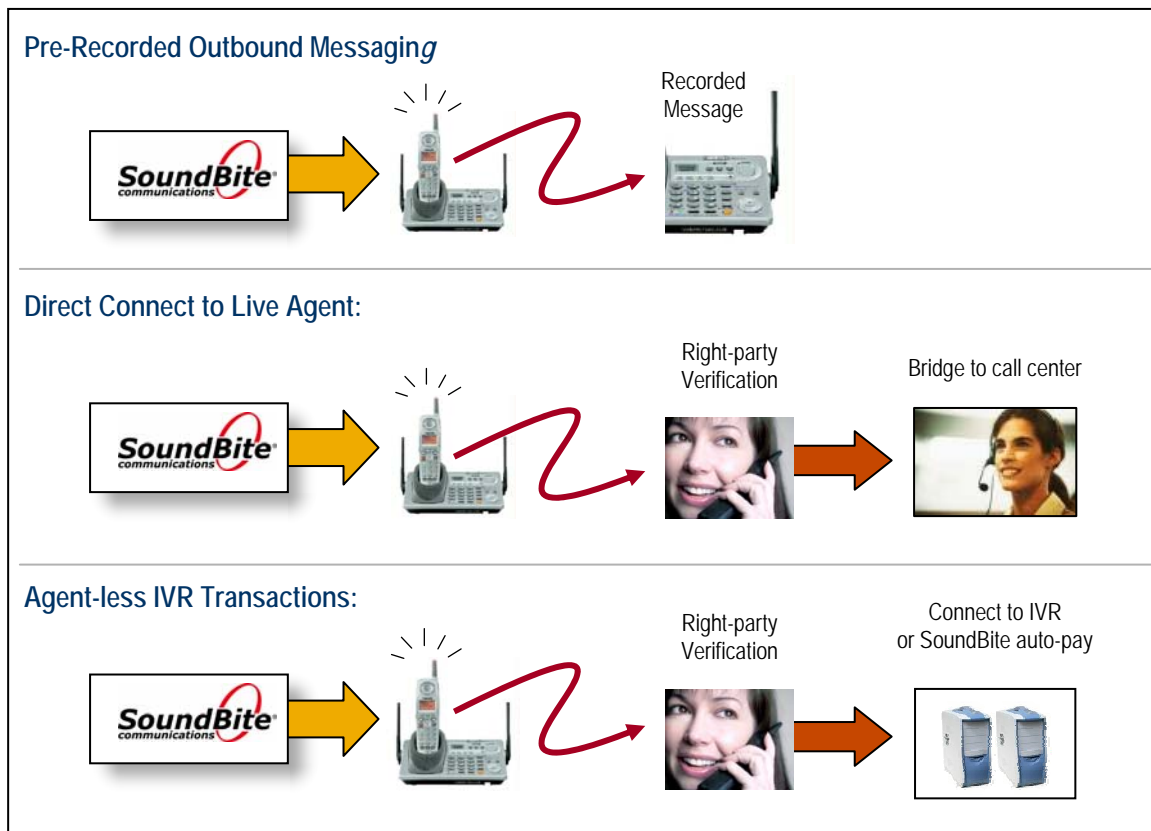 Pre-Recorded Outbound Messaging
Recorded
Message
SoundBite®
communications
Direct Connect to Live Agent:
Right-party
Verification
Bridge to call center
SoundBite®
communications
Agent-less IVR Transactions:
Right-party
Verification
Connect to IVR
or SoundBite auto-pay
SoundBite®
communications